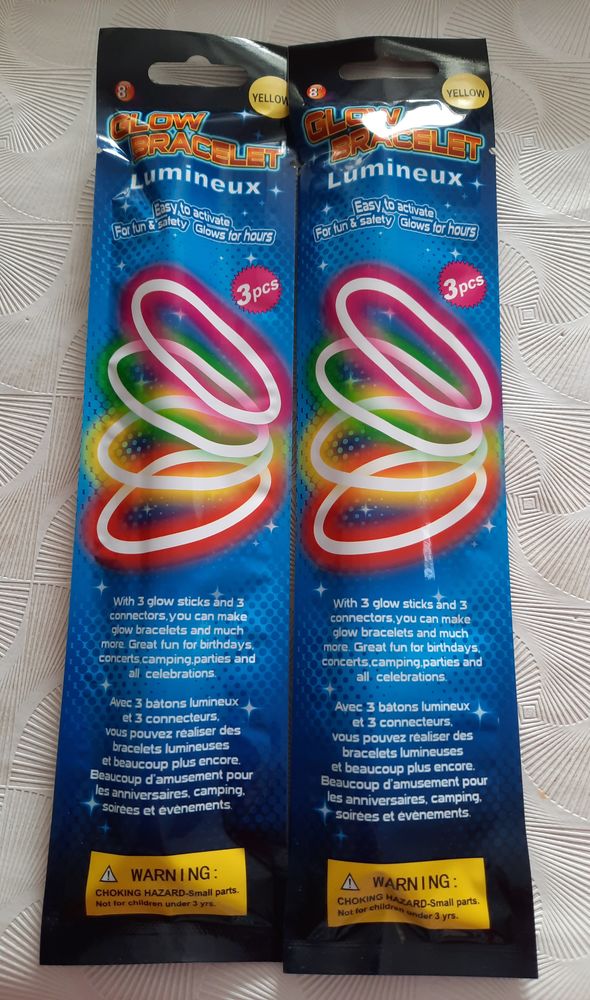 8+
YELLOW
GLOW
BRACELET
Lumineux
Easy to activate
For fun & safety Glows for hours
3pcs
With 3 glow sticks and 3
connectors,you can make
glow bracelets and much
more. Great fun for birthdays,
concerts,camping,parties and
all celebrations.
Avec 3 bâtons lumineux
et 3 connecteurs,
vous pouvez réaliser des
bracelets lumineuses
et beaucoup plus encore.
Beaucoup d'amusement pour
les anniversaires, camping,
soirées et évènements.
WARNING:
CHOKING HAZARD-Small parts.
Not for children under 3 yrs.
8+
YELLOW
GLOW
BRACELET
Lumineux
Easy to activate
For fun & safety Glows for hours
3pcs
With 3 glow sticks and 3
connectors,you can make
glow bracelets and much
more. Great fun for birthdays,
concerts,camping,parties and
all celebrations.
Avec 3 bâtons lumineux
et 3 connecteurs,
vous pouvez réaliser des
bracelets lumineuses
et beaucoup plus encore.
Beaucoup d'amusement pour
les anniversaires, camping,
soirées et évènements.
WARNING:
CHOKING HAZARD-Small parts.
Not for children under 3 yrs.